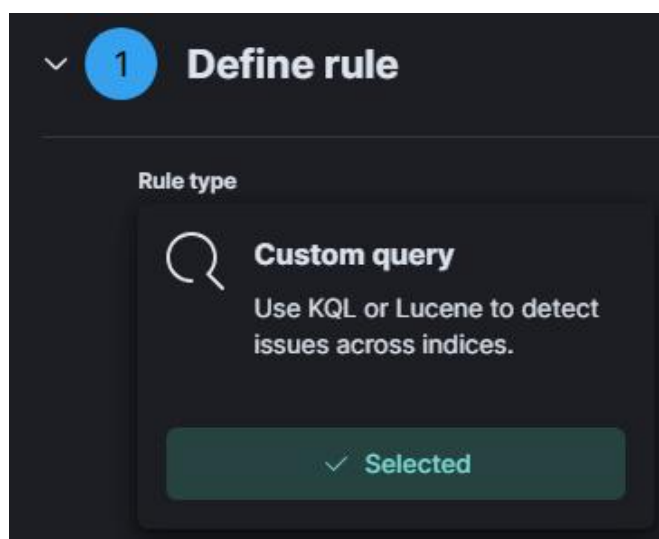 1 Define rule
Rule type
Custom query
Use KQL or Lucene to detect
issues across indices.
Selected